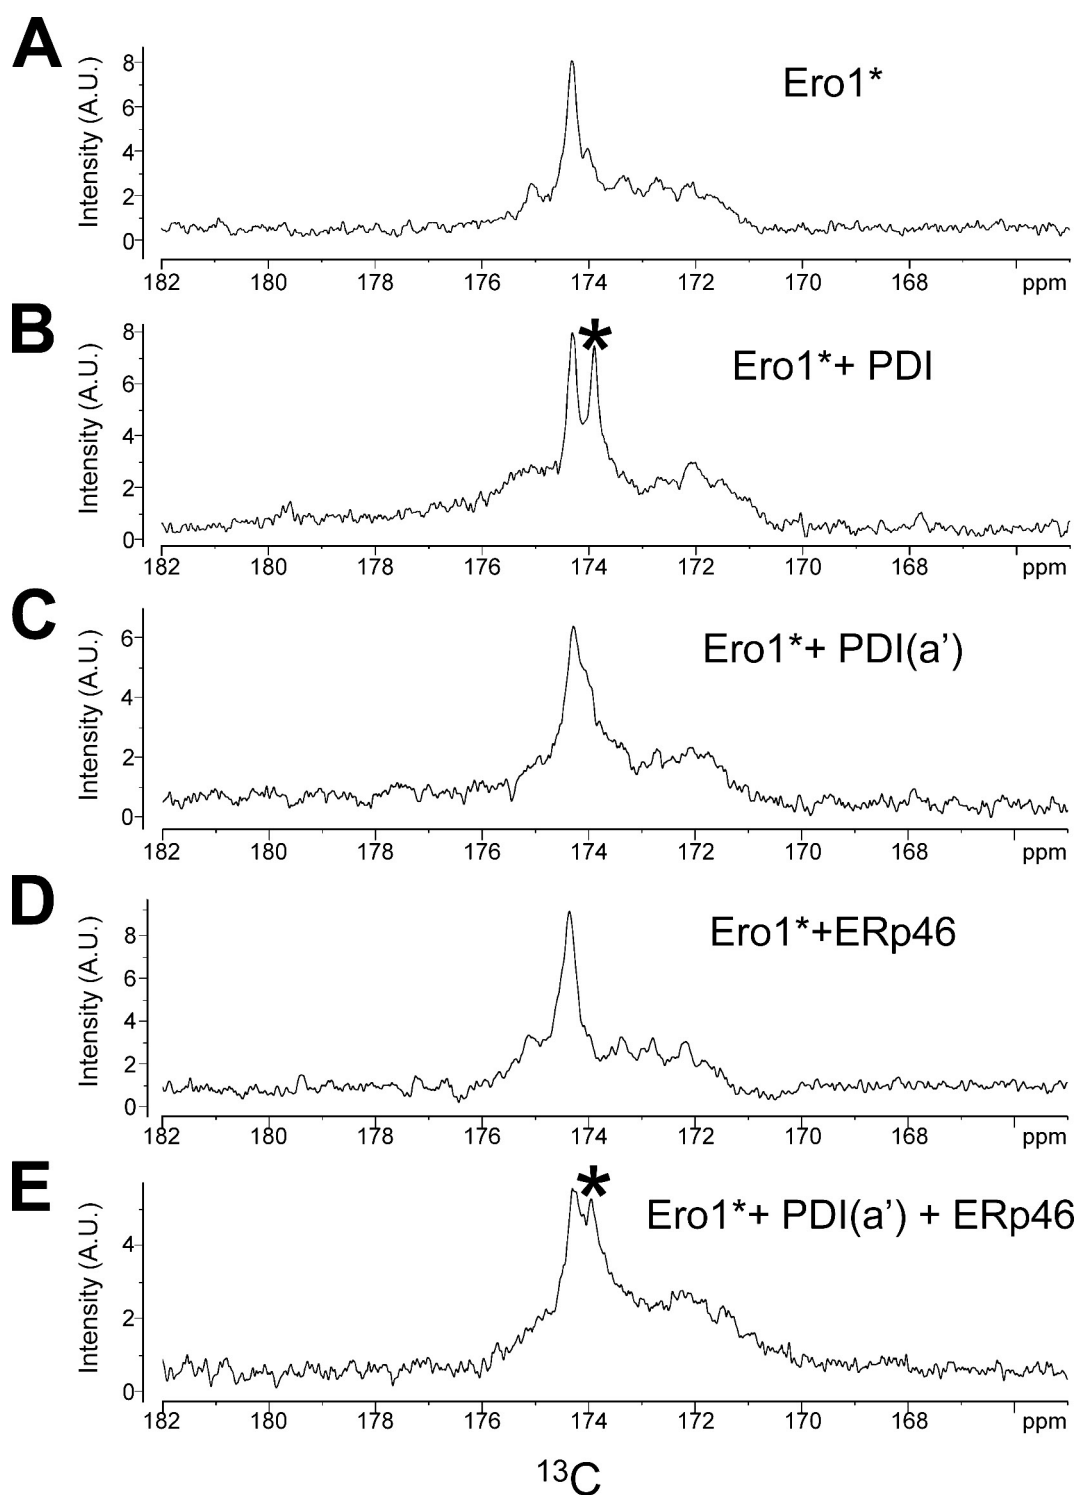 A
Ero1*
Intensity (A.U.)
8
6
4
2
0
182 180 178 176 174 172 170 168 ppm
B
*
Ero1*+ PDI
Intensity (A.U.)
8
6
4
2
0
182 180 178 176 174 172 170 168 ppm
C
Ero1*+ PDI(a’)
Intensity (A.U.)
6
4
2
0
182 180 178 176 174 172 170 168 ppm
D
Ero1*+ERp46
Intensity (A.U.)
8
6
4
2
0
182 180 178 176 174 172 170 168 ppm
E
*
Ero1*+ PDI(a’) + ERp46
Intensity (A.U.)
4
2
0
182 180 178 176 174 172 170 168 ppm
¹³C